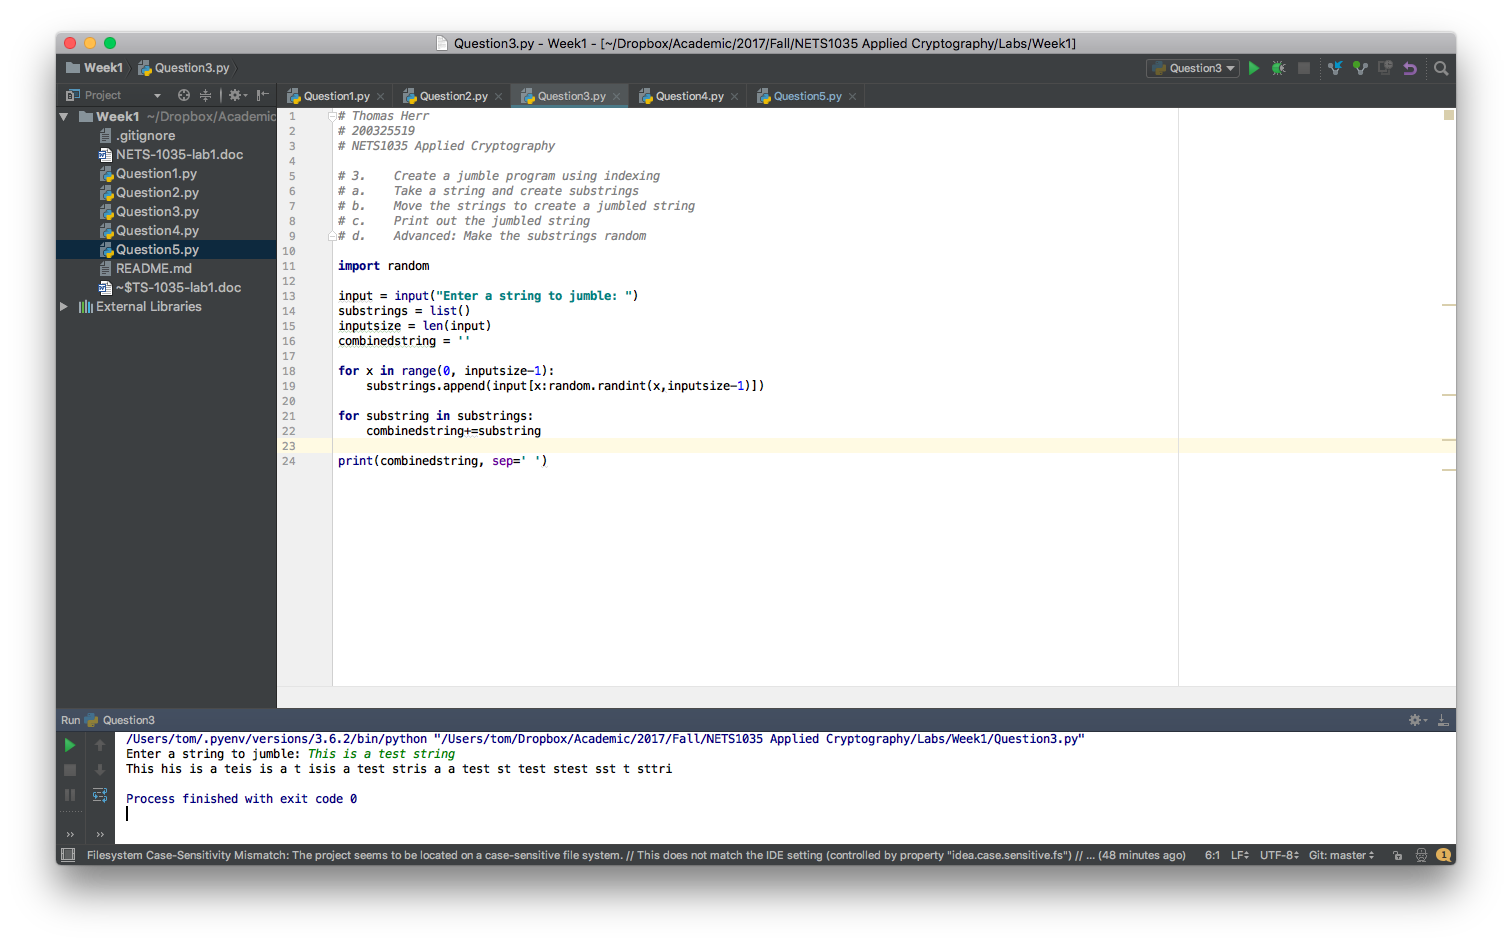 Question3.py - Week1 - [~/Dropbox/Academic/2017/Fall/NETS1035 Applied Cryptography/Labs/Week1]
Week1 Question3.py Question3
Project
Question1.py Question2.py Question3.py Question4.py Question5.py
Week1 ~/Dropbox/Academic
.gitignore
NETS-1035-lab1.doc
Question1.py
Question2.py
Question3.py
Question4.py
Question5.py
README.md
~$TS-1035-lab1.doc
External Libraries
1 # Thomas Herr
2 # 200325519
3 # NETS1035 Applied Cryptography
4
5 # 3. Create a jumble program using indexing
6 # a. Take a string and create substrings
7 # b. Move the strings to create a jumbled string
8 # c. Print out the jumbled string
9 # d. Advanced: Make the substrings random
10
11 import random
12
13 input = input("Enter a string to jumble: ")
14 substrings = list()
15 inputsize = len(input)
16 combinedstring = ''
17
18 for x in range(0, inputsize-1):
19 substrings.append(input[x:random.randint(x,inputsize-1)])
20
21 for substring in substrings:
22 combinedstring+=substring
23
24 print(combinedstring, sep=' ')
Run Question3
/Users/tom/.pyenv/versions/3.6.2/bin/python "/Users/tom/Dropbox/Academic/2017/Fall/NETS1035 Applied Cryptography/Labs/Week1/Question3.py"
Enter a string to jumble: This is a test string
This his is a teis is a t isis a test stris a a test st test stest sst t sttri
Process finished with exit code 0
Filesystem Case-Sensitivity Mismatch: The project seems to be located on a case-sensitive file system. // This does not match the IDE setting (controlled by property "idea.case.sensitive.fs") // ... (48 minutes ago) 6:1 LF UTF-8 Git: master 1